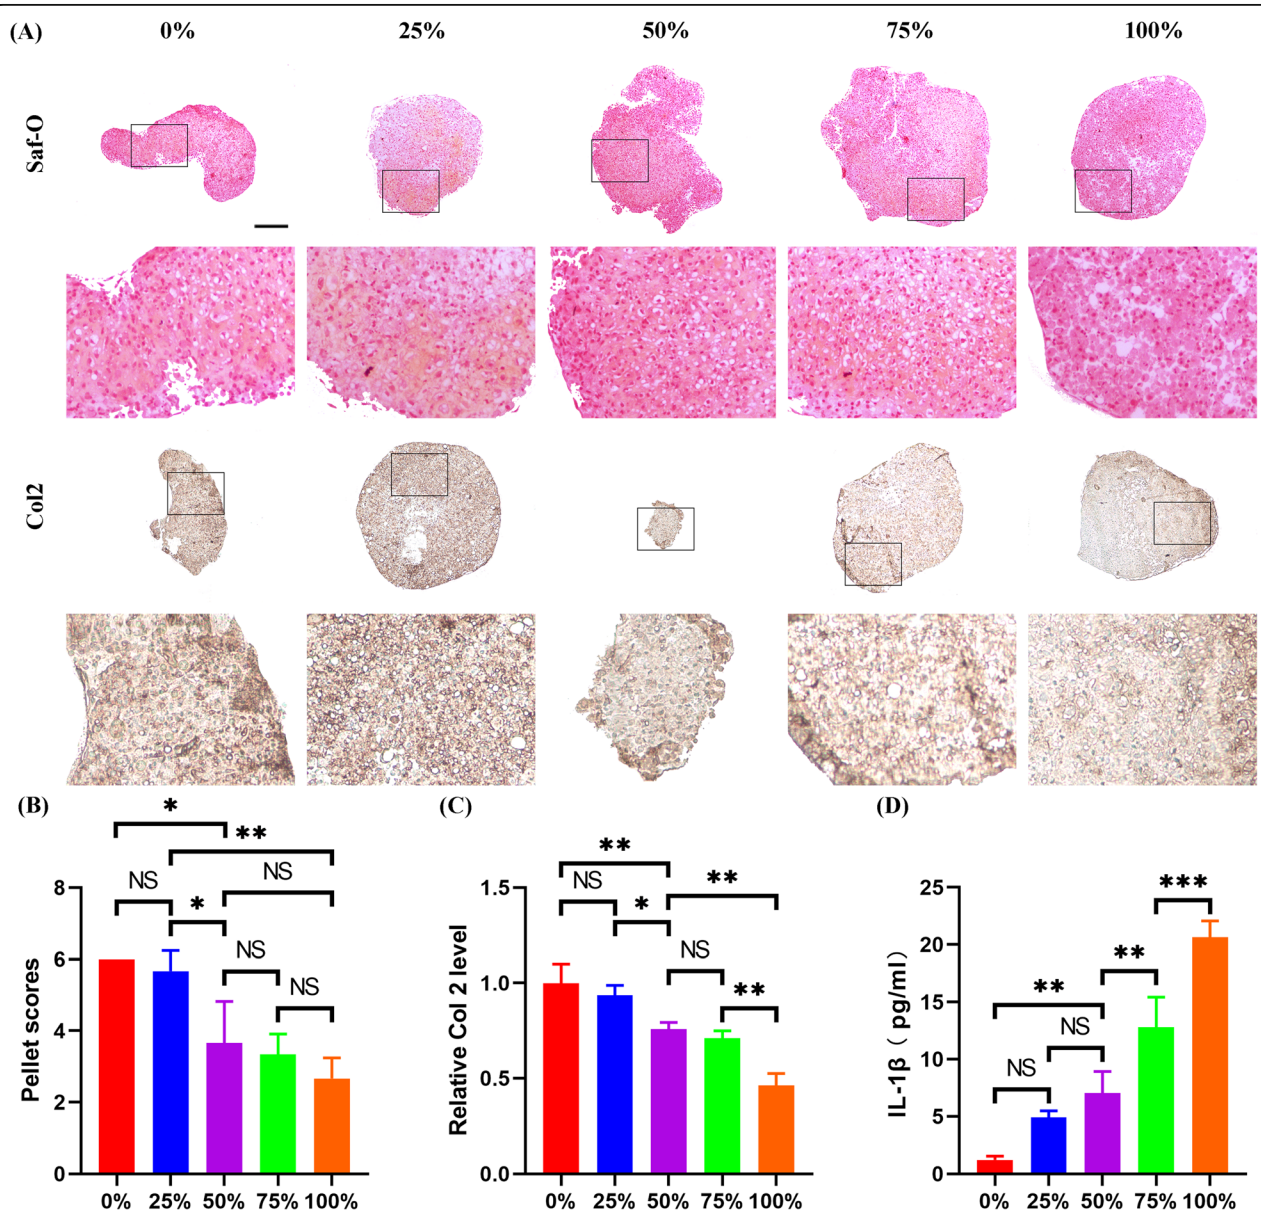 (A) 0% 25% 50% 75% 100%
Saf-O
Col2
(B) (C) (D)
*
**
NS
NS
*
NS
NS
8
6
4
2
0
Pellet scores
0% 25% 50% 75% 100%
**
**
NS
*
NS
**
1.5
1.0
0.5
0.0
Relative Col 2 level
0% 25% 50% 75% 100%
***
**
**
NS
NS
25
20
15
10
5
0
IL-1β ( pg/ml)
0% 25% 50% 75% 100%